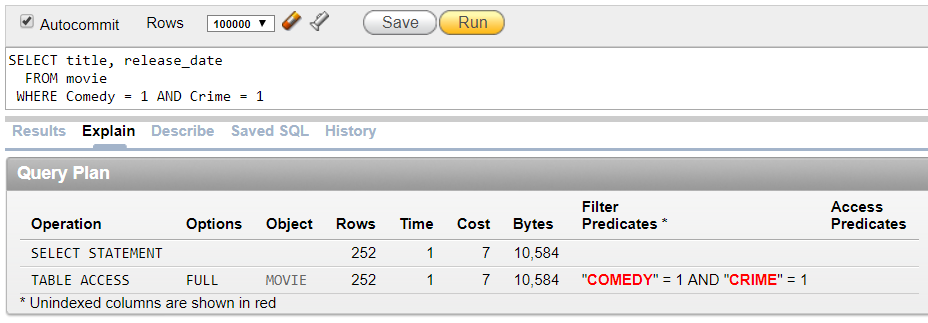 Autocommit Rows 100000 Save Run
SELECT title, release_date
FROM movie
WHERE Comedy = 1 AND Crime = 1
Results Explain Describe Saved SQL History
Query Plan
Operation Options Object Rows Time Cost Bytes Filter Predicates * Access Predicates
SELECT STATEMENT 252 1 7 10,584
TABLE ACCESS FULL MOVIE 252 1 7 10,584 "COMEDY" = 1 AND "CRIME" = 1
* Unindexed columns are shown in red